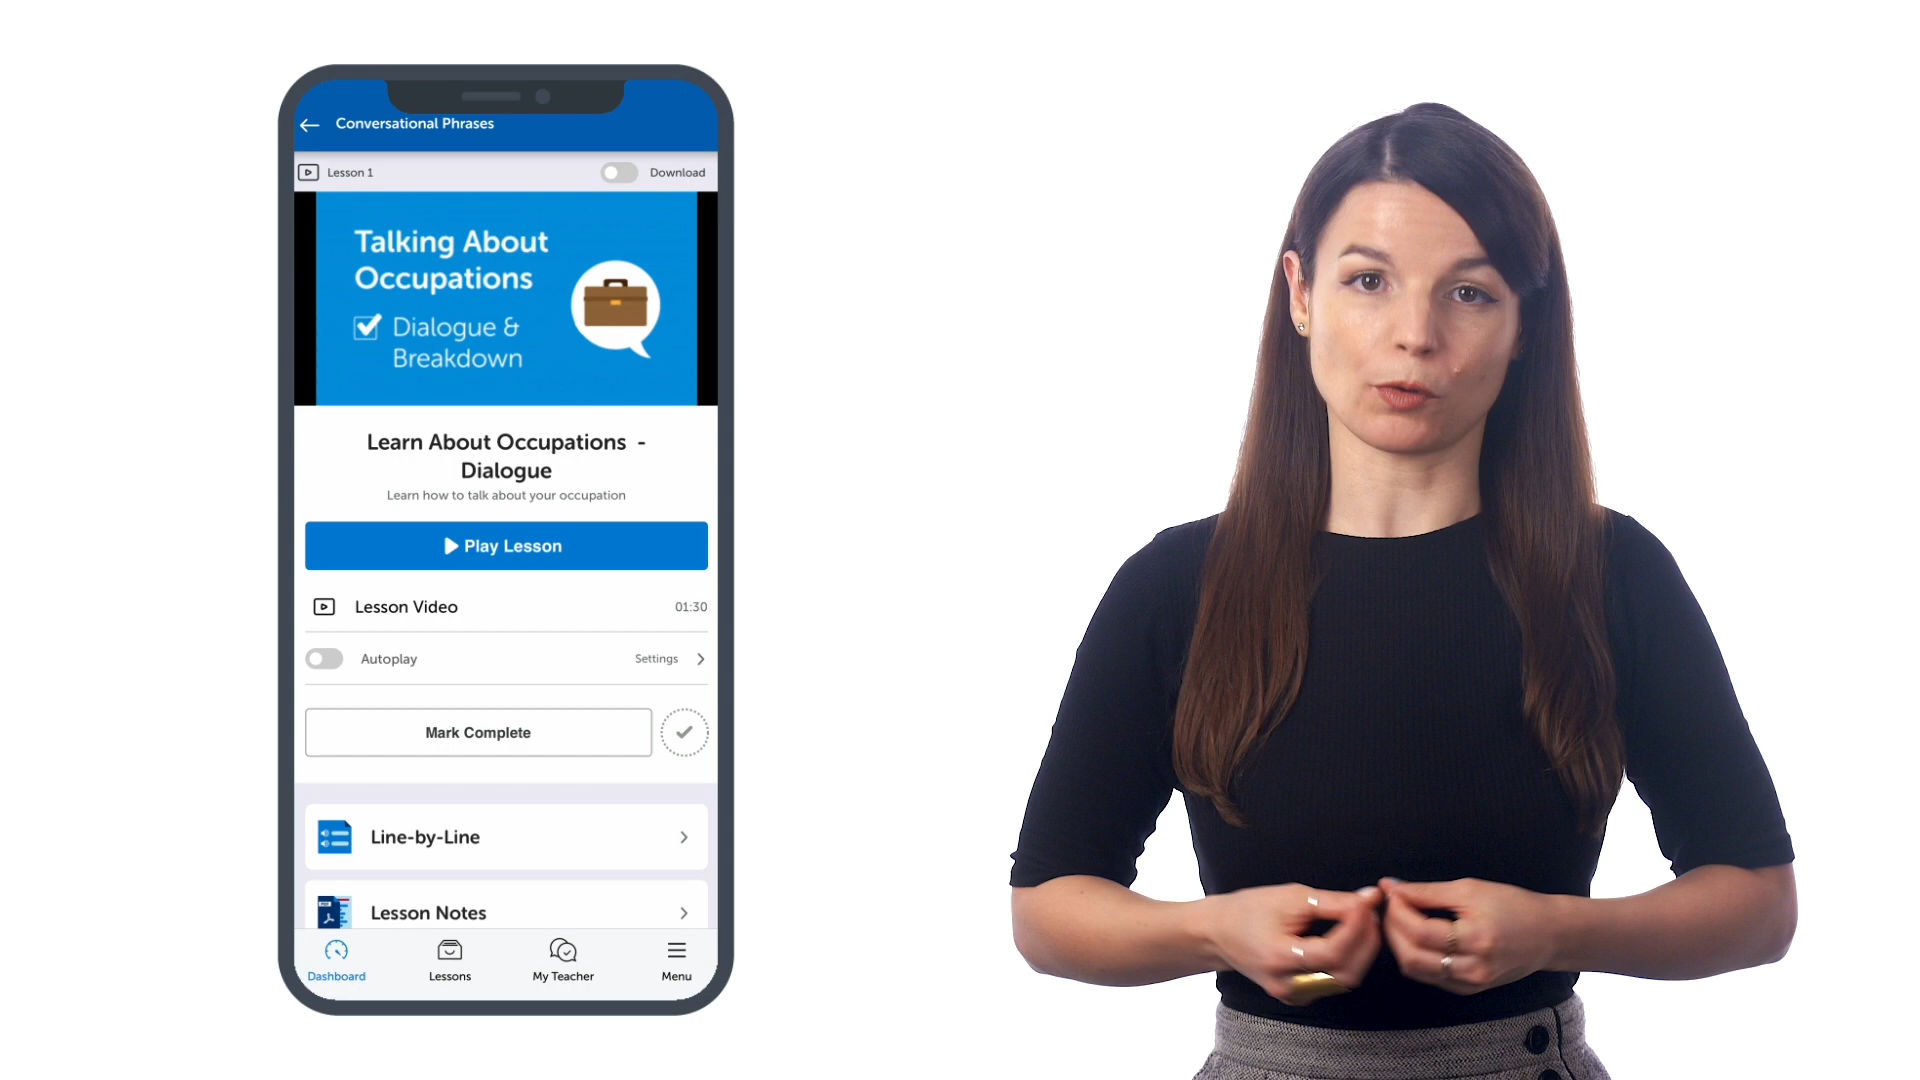 Conversational Phrases
Lesson 1
Download
Talking About
Occupations
Dialogue &
Breakdown
Learn About Occupations -
Dialogue
Learn how to talk about your occupation
Play Lesson
Lesson Video
01:30
Autoplay
Settings
Mark Complete
Line-by-Line
Lesson Notes
Dashboard
Lessons
My Teacher
Menu